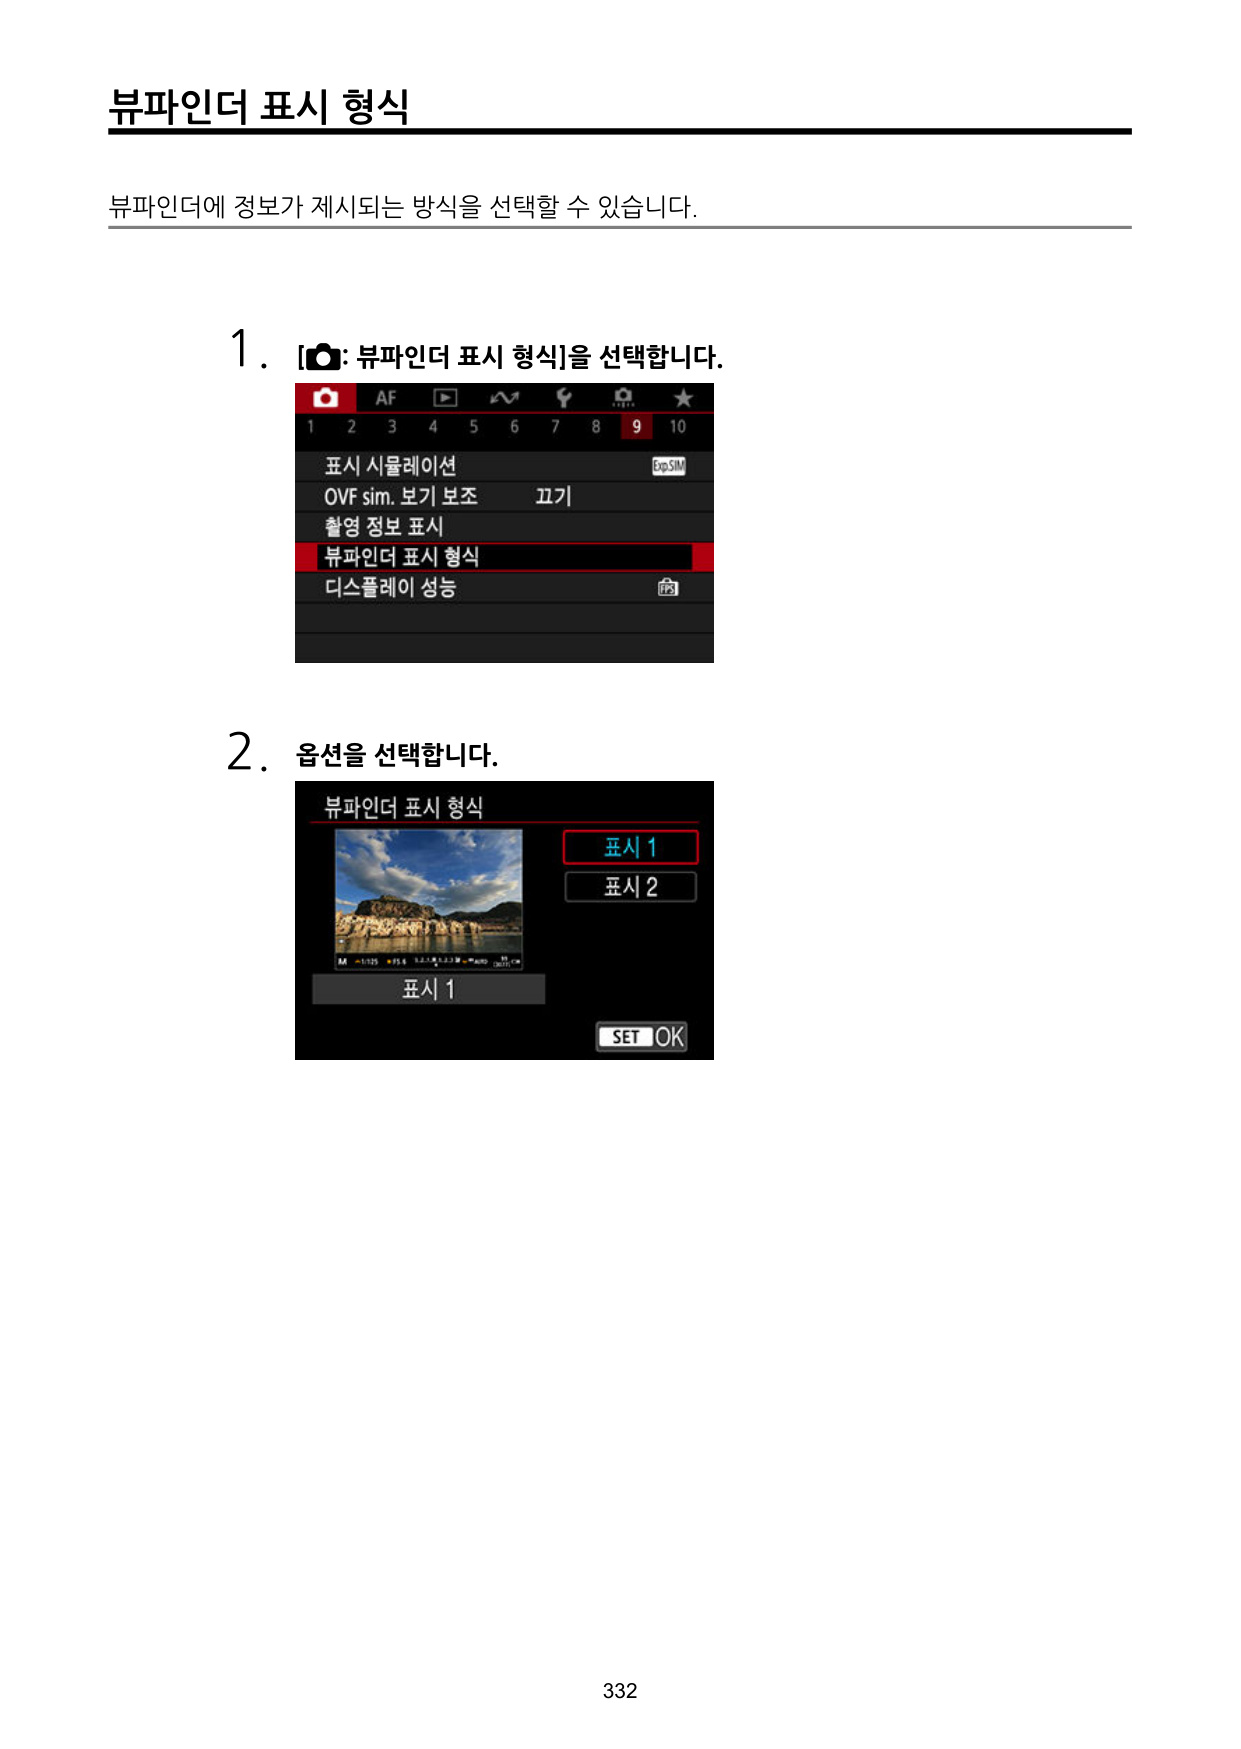 뷰파인더 표시 형식
뷰파인더에 정보가 제시되는 방식을 선택할 수 있습니다.
1. [: 뷰파인더 표시 형식]을 선택합니다.
AF
1 2 3 4 5 6 7 8 9 10
표시 시뮬레이션 Exp.SIM
OVF sim. 보기 보조 끄기
촬영 정보 표시
뷰파인더 표시 형식
디스플레이 성능 FPS
2. 옵션을 선택합니다.
뷰파인더 표시 형식
표시 1
표시 2
M 1/125 F5.6
표시 1
SET OK
332